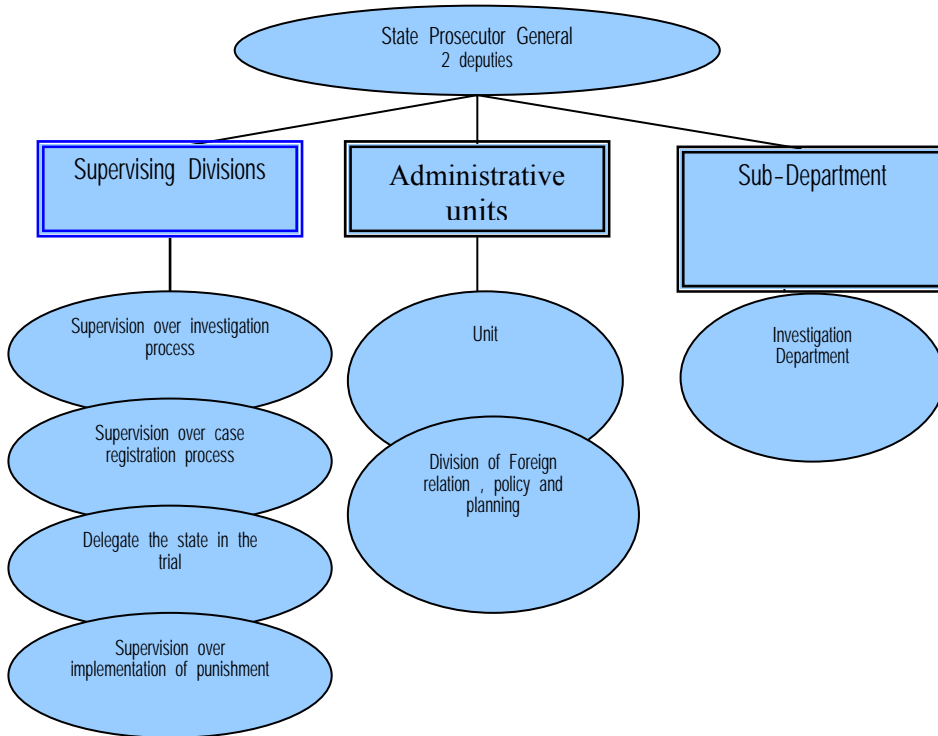 State Prosecutor General
2 deputies
Supervising Divisions
Administrative
units
Sub-Department
Supervision over investigation
process
Supervision over case
registration process
Delegate the state in the
trial
Supervision over
implementation of punishment
Unit
Division of Foreign
relation , policy and
planning
Investigation
Department